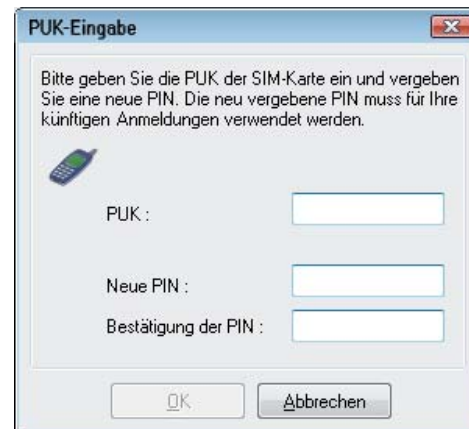 PUK-Eingabe
Bitte geben Sie die PUK der SIM-Karte ein und vergeben
Sie eine neue PIN. Die neu vergebene PIN muss für Ihre
künftigen Anmeldungen verwendet werden.
PUK :
Neue PIN :
Bestätigung der PIN :
OK
Abbrechen